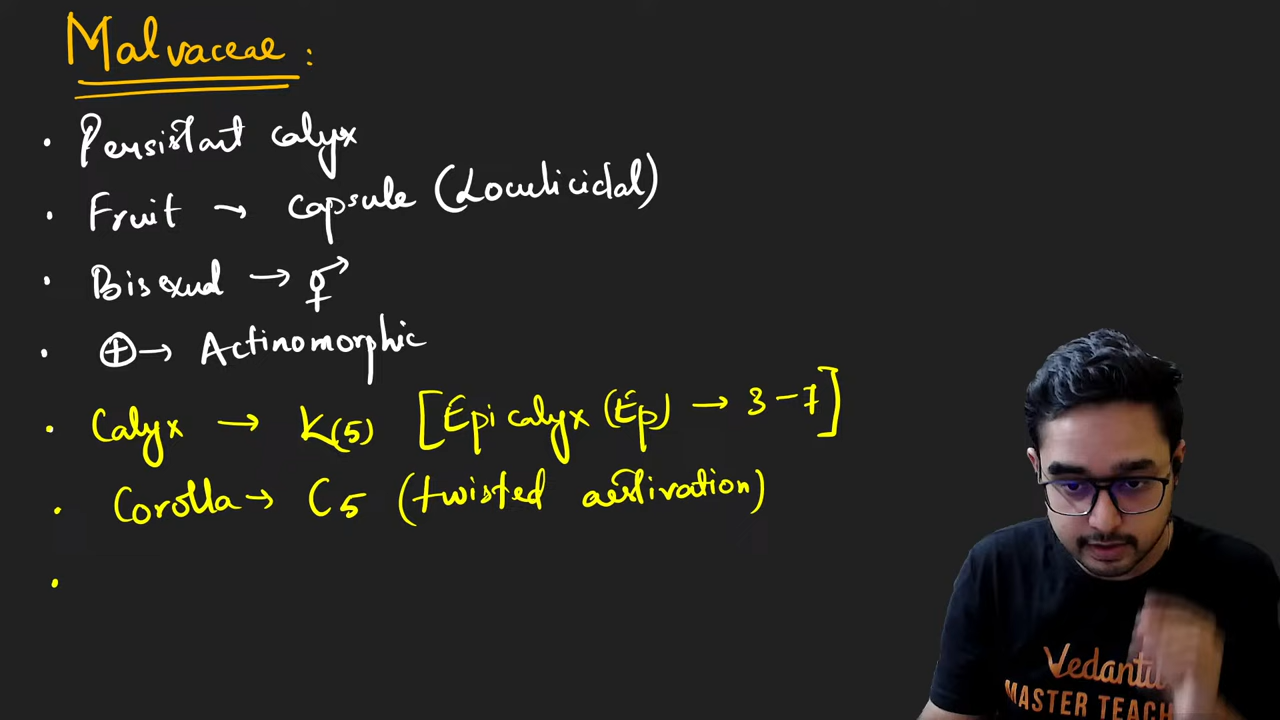 Malvaceae:
• Persistant calyx
• Fruit → capsule (Loculicidal)
• Bisexual → ⚥
• ⊕ → Actinomorphic
• Calyx → K(5) [Epicalyx (Ep) → 3-7]
• Corolla → C5 (twisted aestivation)
•
Vedantu
MASTER TEACH